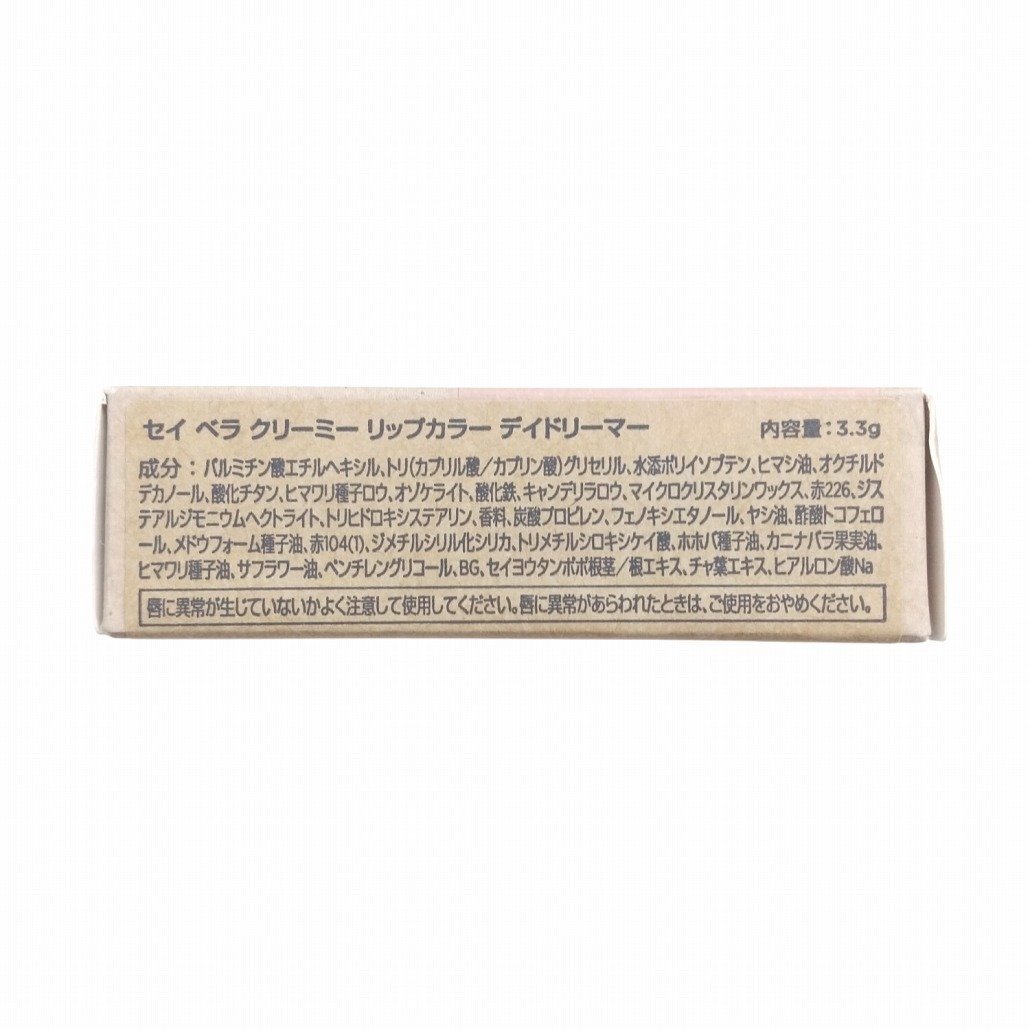 セイ ベラ クリーミー リップカラー デイドリーマー 内容量：3.3g
成分：パルミチン酸エチルヘキシル、トリ(カプリル酸／カプリン酸)グリセリル、水添ポリイソブテン、ヒマシ油、オクチルド
デカノール、酸化チタン、ヒマワリ種子ロウ、オゾケライト、酸化鉄、キャンデリラロウ、マイクロクリスタリンワックス、赤226、ジス
テアルジモニウムヘクトライト、トリヒドロキシステアリン、香料、炭酸プロピレン、フェノキシエタノール、ヤシ油、酢酸トコフェロ
ール、メドウフォーム種子油、赤104(1)、ジメチルシリル化シリカ、トリメチルシロキシケイ酸、ホホバ種子油、カニナバラ果実油、
ヒマワリ種子油、サフラワー油、ペンチレングリコール、BG、セイヨウタンポポ根茎／根エキス、チャ葉エキス、ヒアルロン酸Na
唇に異常が生じていないかよく注意して使用してください。唇に異常があらわれたときは、ご使用をおやめください。